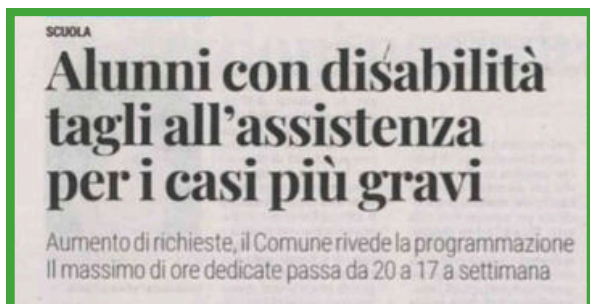 SCUOLA
Alunni con disabilità
tagli all'assistenza
per i casi più gravi
Aumento di richieste, il Comune rivede la programmazione
Il massimo di ore dedicate passa da 20 a 17 a settimana